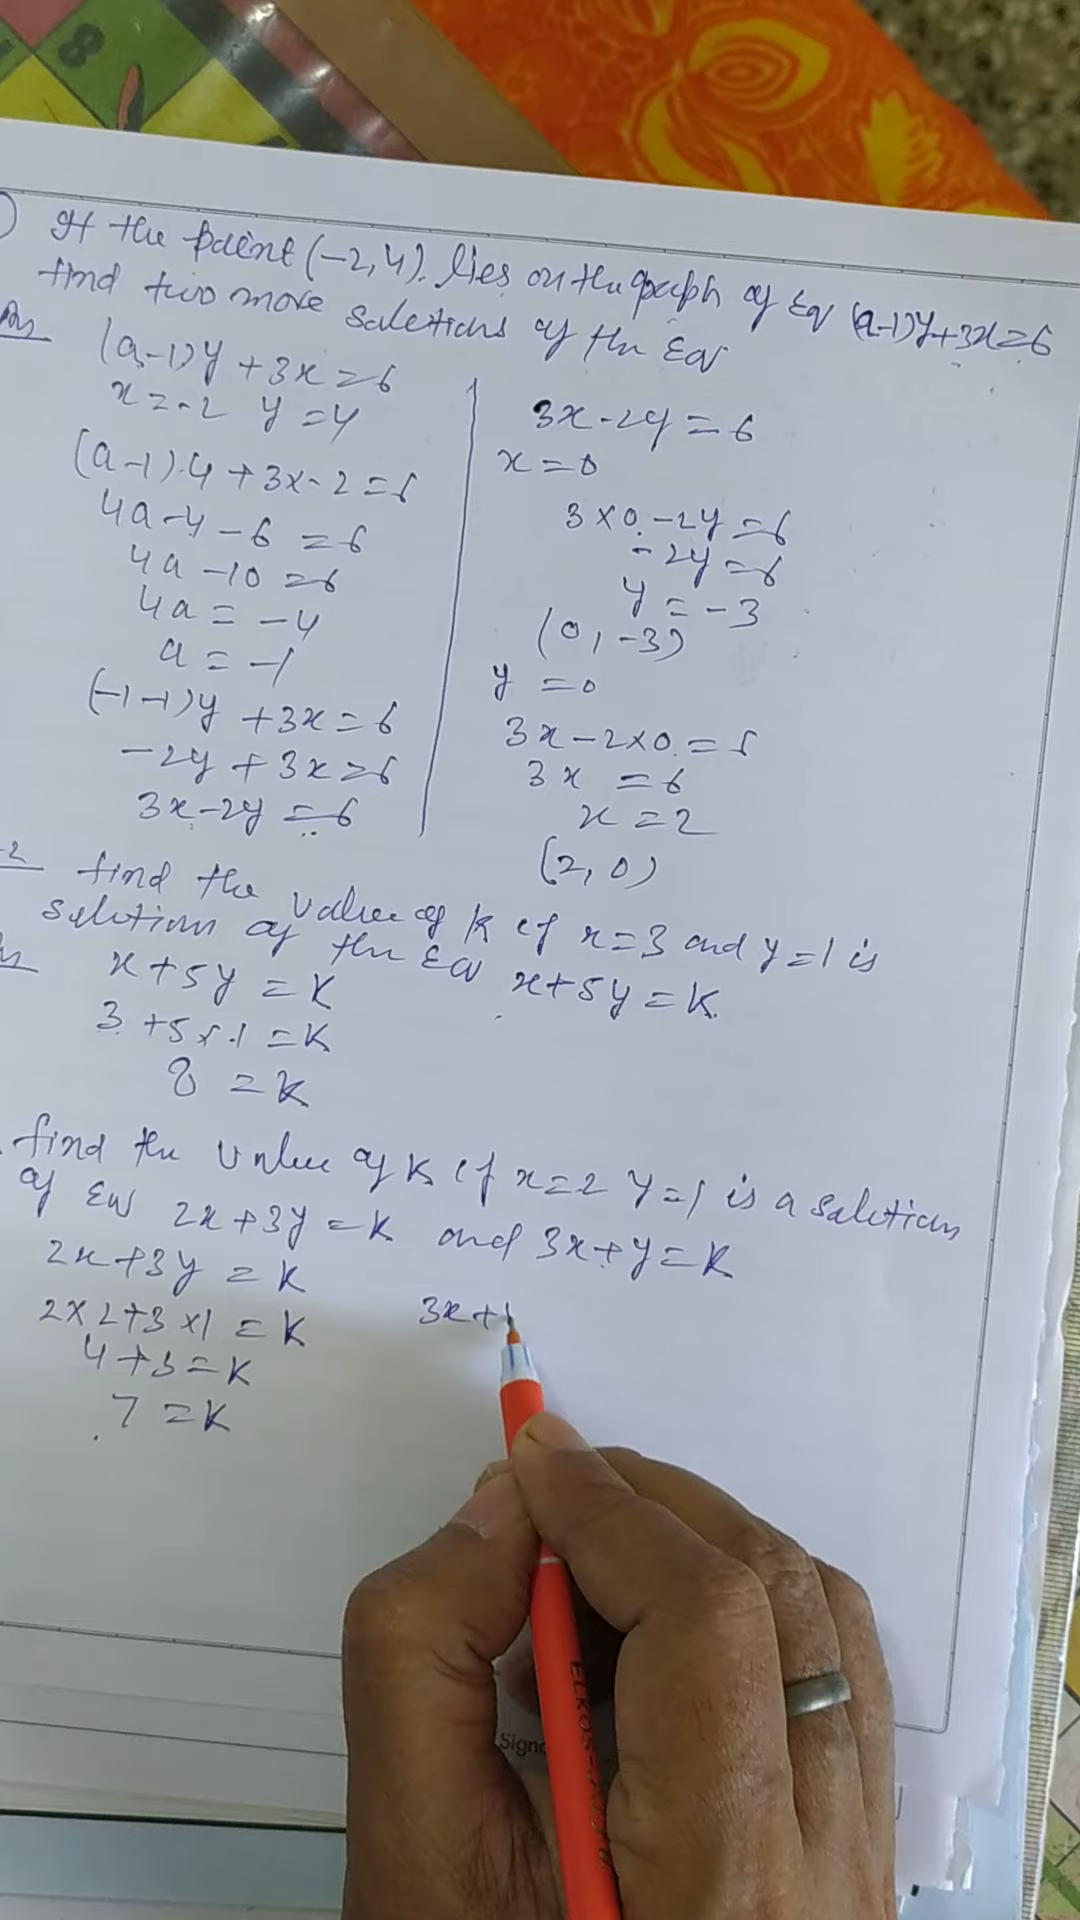 If the point (-2,4). lies on the graph of Eq (a-1)y+3x=6
find two more solutions of the Eq
(a-1)y+3x=6
x=-2 y=4
(a-1).4+3x-2=6
4a-4-6=6
4a-10=6
4a=-4
a=-1
(-1-1)y+3x=6
-2y+3x=6
3x-2y=6
3x-2y=6
x=0
3×0-2y=6
-2y=6
y=-3
(0,-3)
y=0
3x-2×0=6
3x=6
x=2
(2,0)
-2 find the value of k if x=3 and y=1 is
solution of the Eq x+5y=k.
x+5y=k
3+5×1=k
8=k
find the value of k if x=2 y=1 is a solution
of Eq 2x+3y=k and 3x+y=k
2x+3y=k
2×2+3×1=k
4+3=k
7=k
3x+
ELKOS